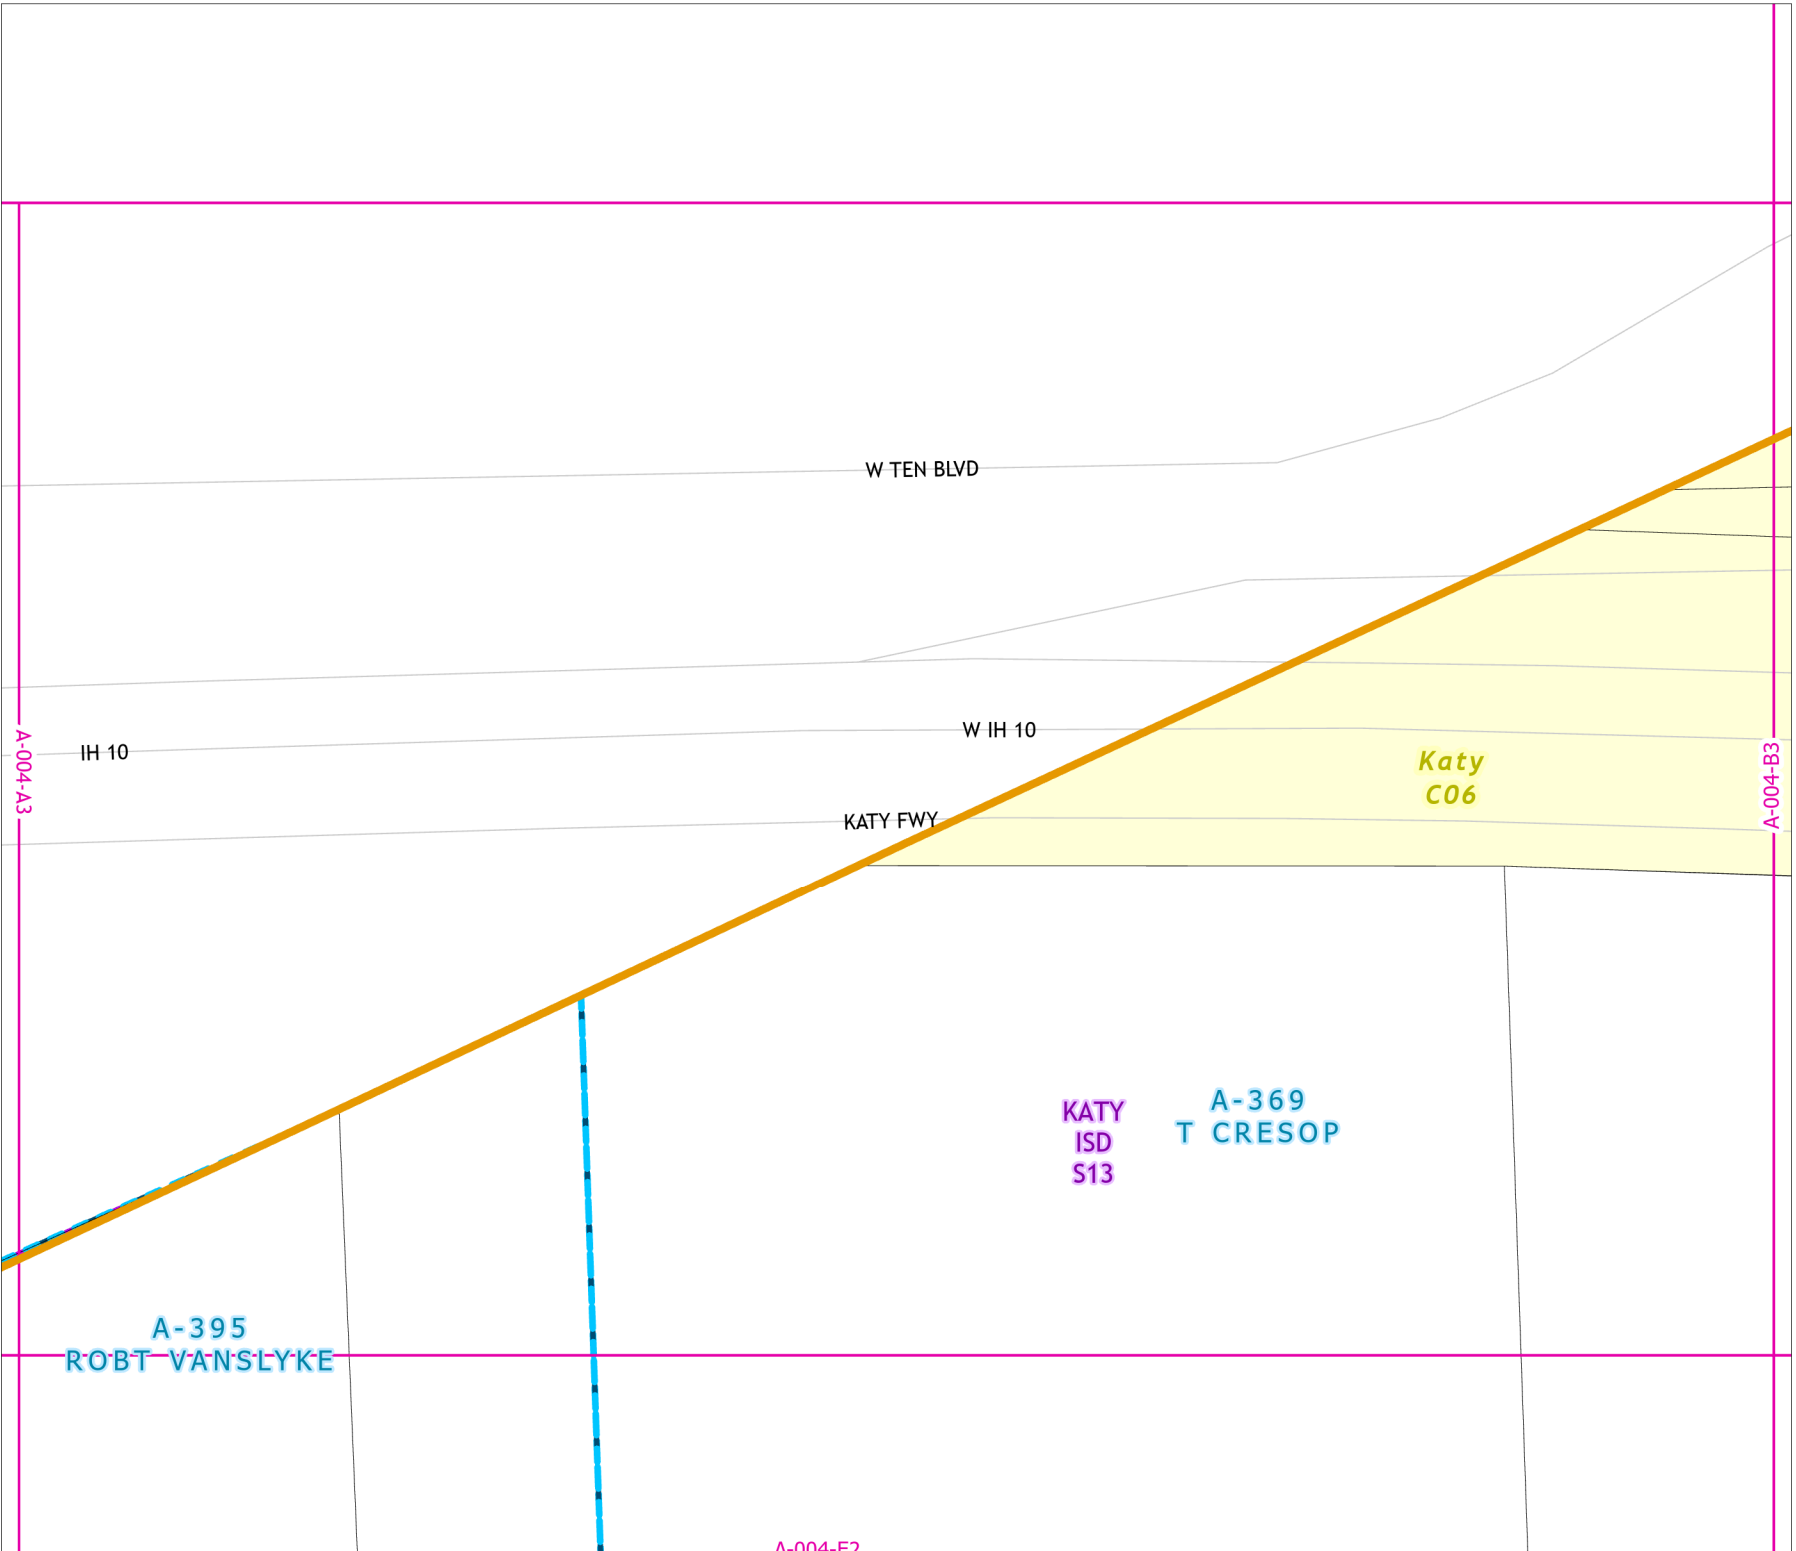 W TEN BLVD
W IH 10
IH 10
A-004-A3
Katy
C06
A-004-B3
KATY FWY
KATY
ISD
S13
A-369
T CRESOP
A-395
ROBT VANSLYKE